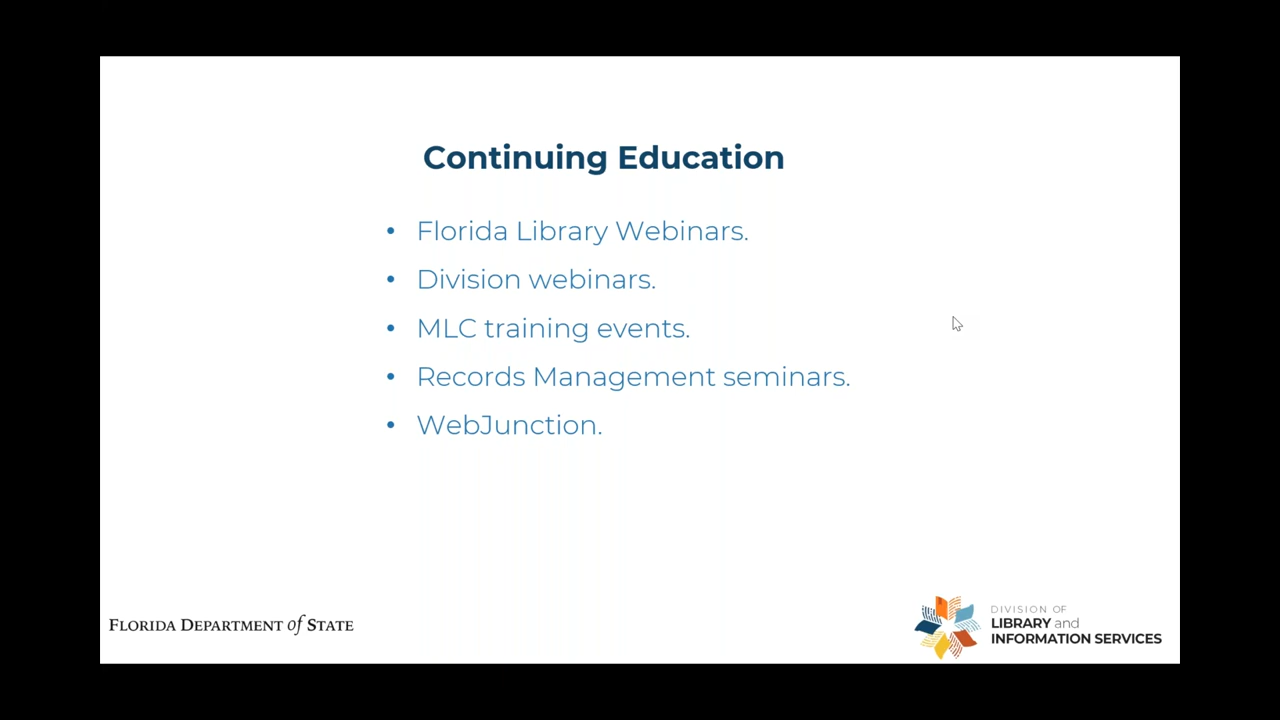 Continuing Education
• Florida Library Webinars.
• Division webinars.
• MLC training events.
• Records Management seminars.
• WebJunction.
FLORIDA DEPARTMENT of STATE
DIVISION OF
LIBRARY and
INFORMATION SERVICES